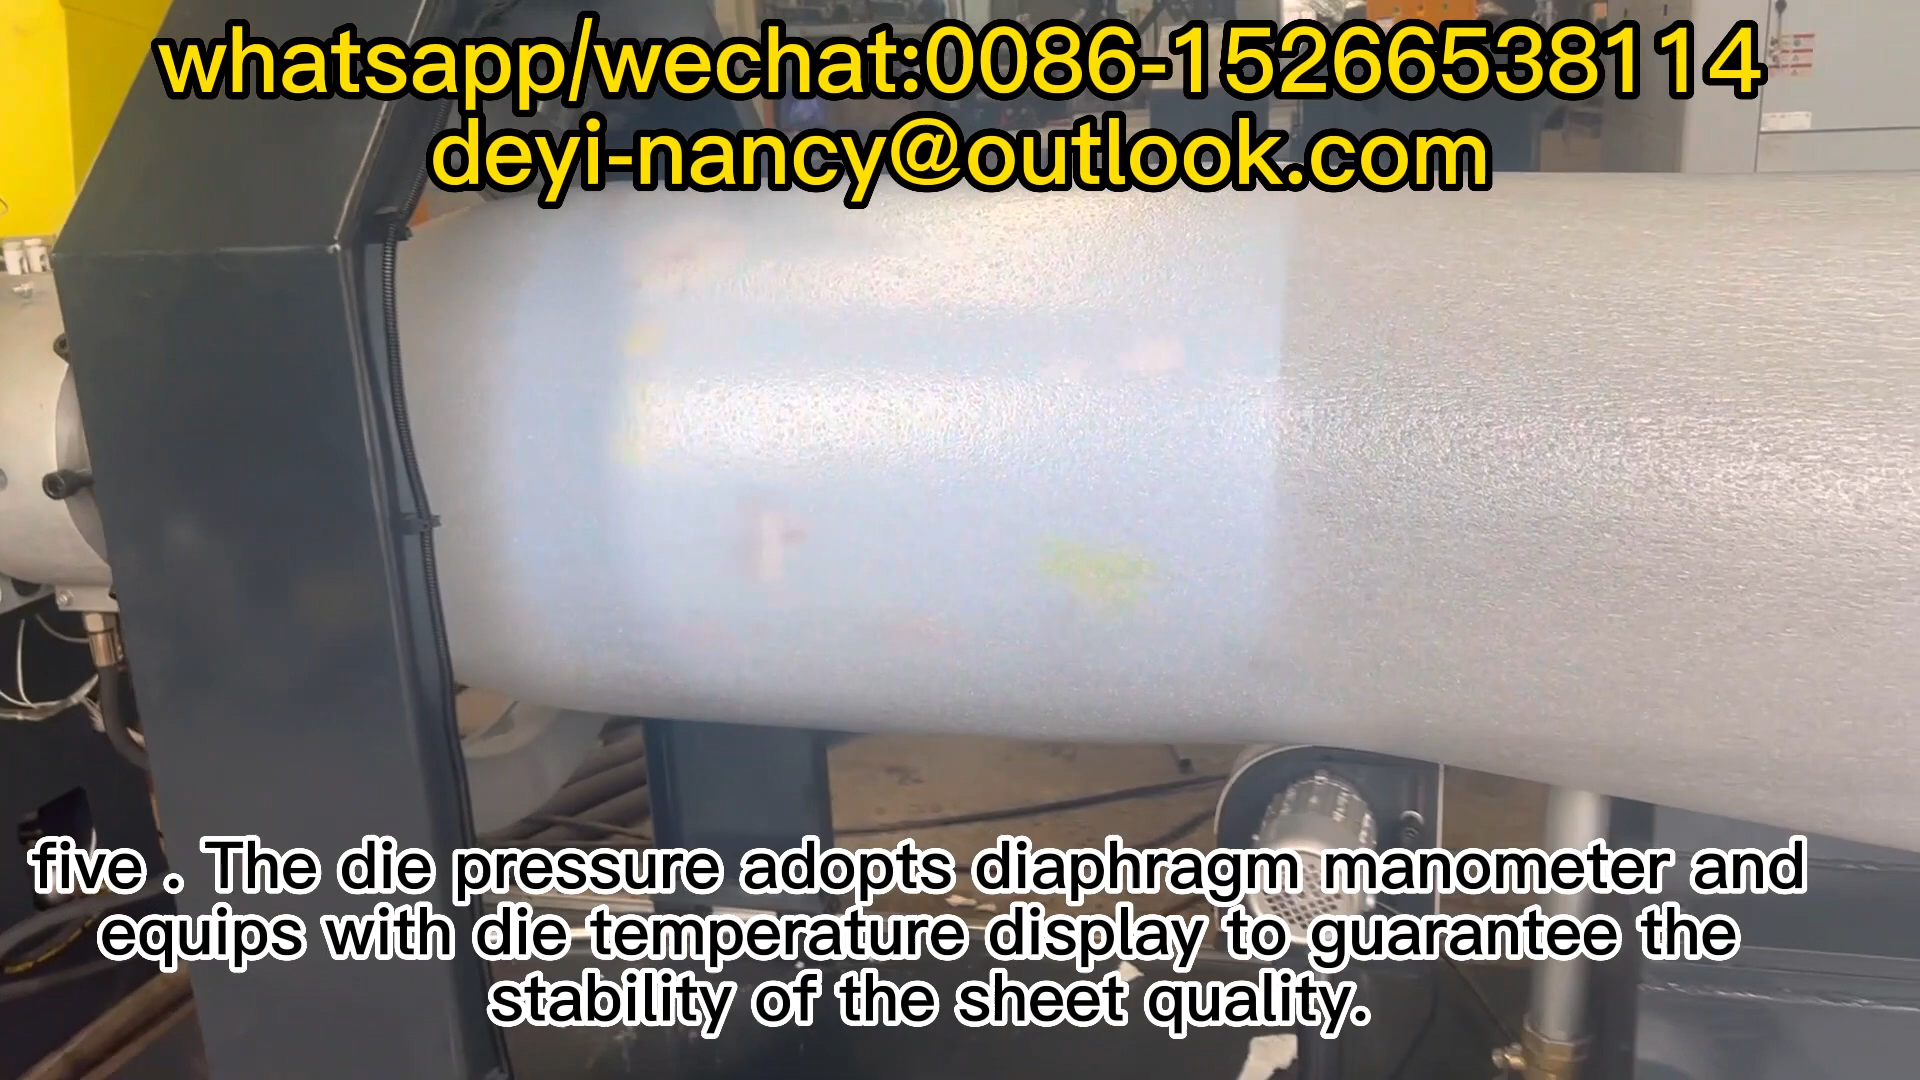 whatsapp/wechat:0086-15266538114
deyi-nancy@outlook.com
five . The die pressure adopts diaphragm manometer and
equips with die temperature display to guarantee the
stability of the sheet quality.